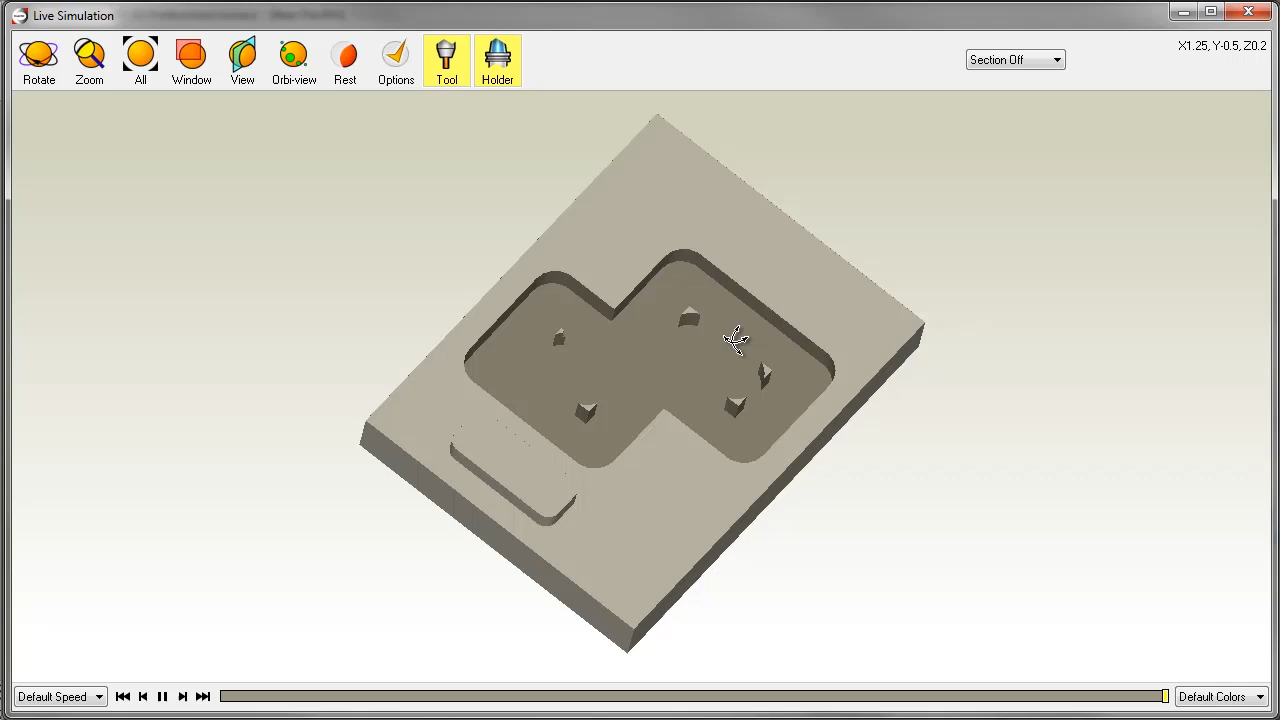 Live Simulation
Rotate Zoom All Window View Orbi-view Rest Options Tool Holder
Section Off
X1.25, Y-0.5, Z0.2
Default Speed
Default Colors